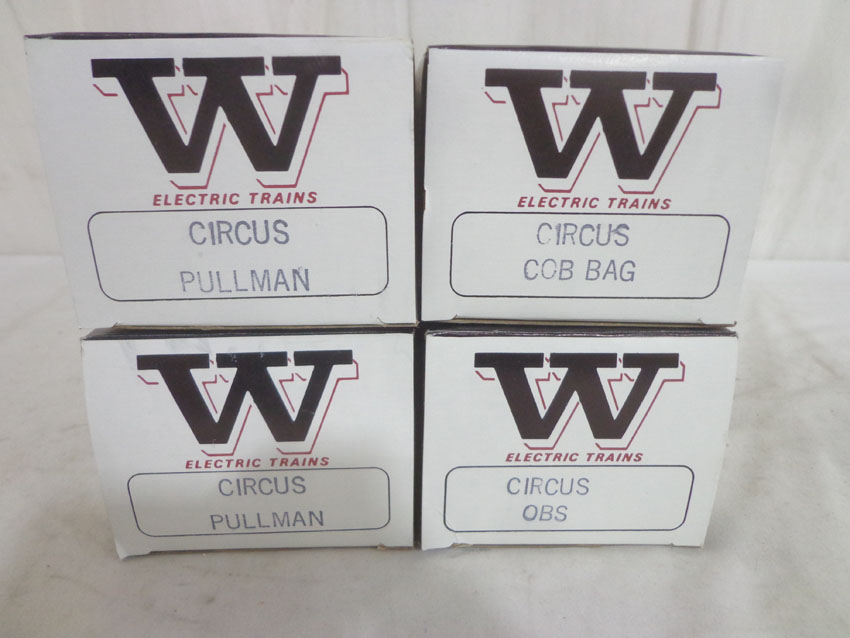 W
ELECTRIC TRAINS
CIRCUS
PULLMAN
W
ELECTRIC TRAINS
CIRCUS
COB BAG
W
ELECTRIC TRAINS
CIRCUS
PULLMAN
W
ELECTRIC TRAINS
CIRCUS
OBS